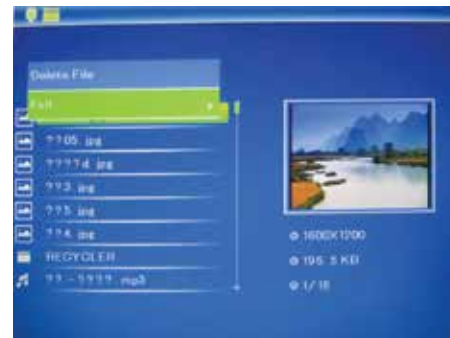 Delete File
Exit
??05. jpg
????d. jpg
??3. jpg
??5. jpg
??4. jpg
RECYCLER
?? - ????. mp3
1600X1200
195. 5 KB
1/18